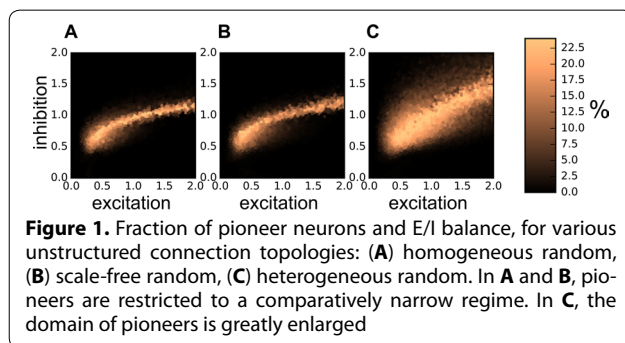 A
B
C
2.0
1.5
1.0
0.5
0.0
inhibition
0.0 0.5 1.0 1.5 2.0
excitation
2.0
1.5
1.0
0.5
0.0
0.0 0.5 1.0 1.5 2.0
excitation
2.0
1.5
1.0
0.5
0.0
0.0 0.5 1.0 1.5 2.0
excitation
22.5
20.0
17.5
15.0
12.5
10.0
7.5
5.0
2.5
0.0
%
Figure 1. Fraction of pioneer neurons and E/I balance, for various
unstructured connection topologies: (A) homogeneous random,
(B) scale-free random, (C) heterogeneous random. In A and B, pio-
neers are restricted to a comparatively narrow regime. In C, the
domain of pioneers is greatly enlarged